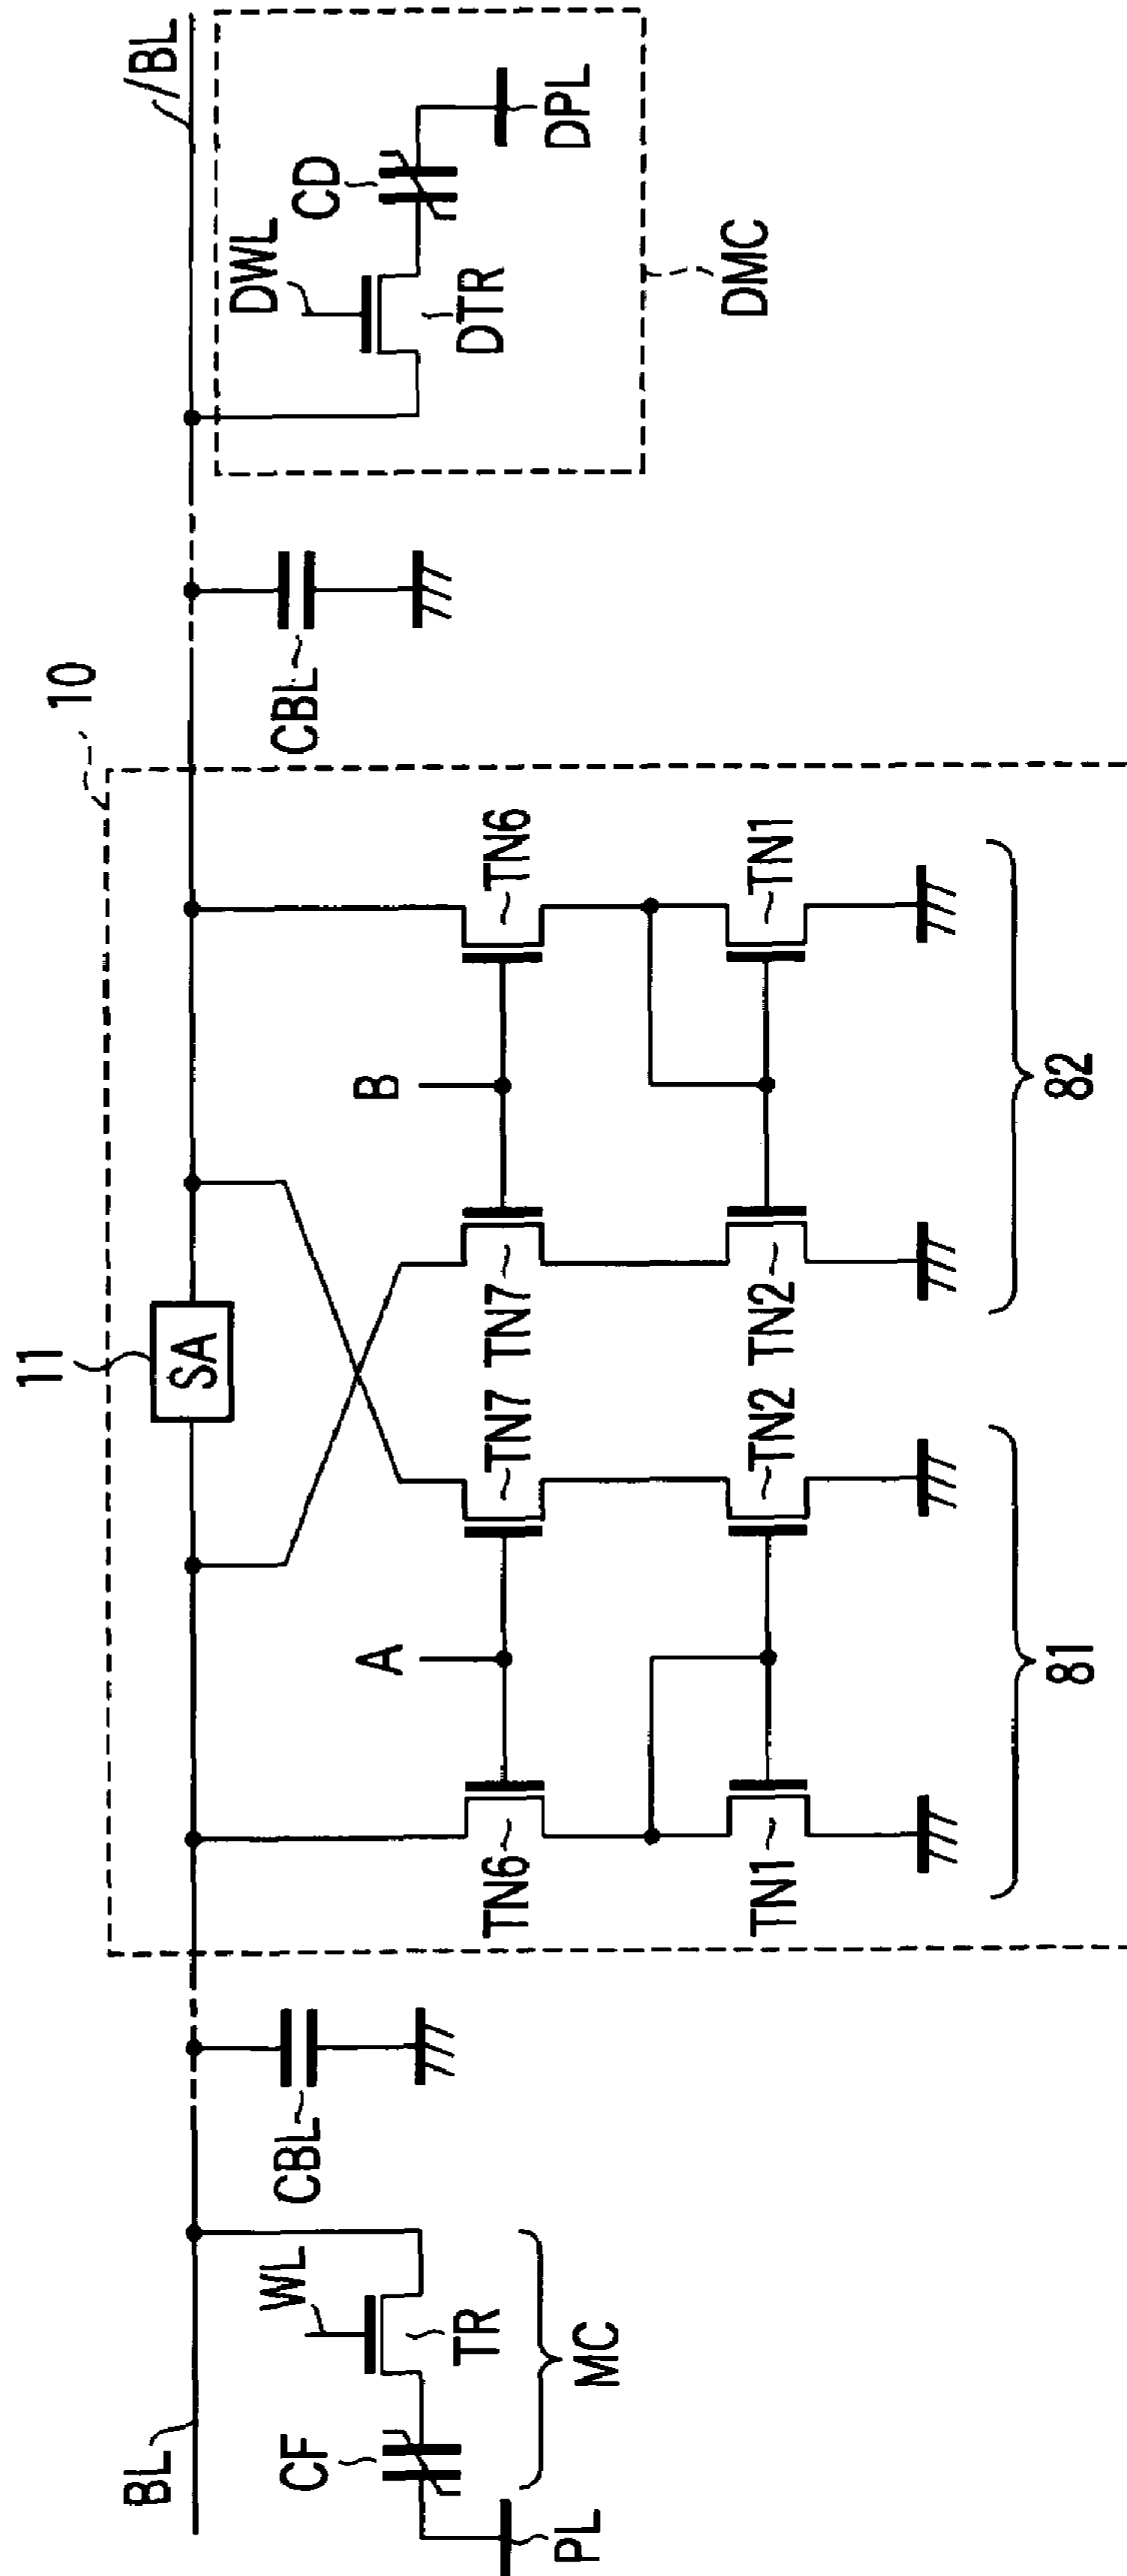 10
11
SA
BL
/BL
WL
CF
TR
PL
MC
CBL
A
B
TN6
TN7
TN7
TN6
TN1
TN2
TN2
TN1
81
82
CBL
DWL
CD
DTR
DPL
DMC